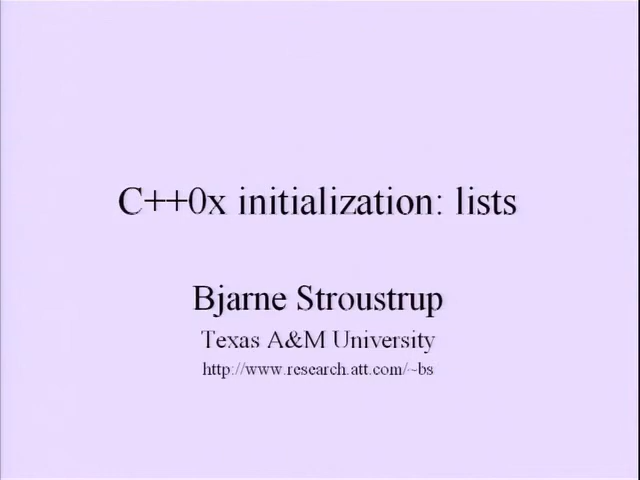 C++0x initialization: lists
Bjarne Stroustrup
Texas A&M University
http://www.research.att.com/~bs